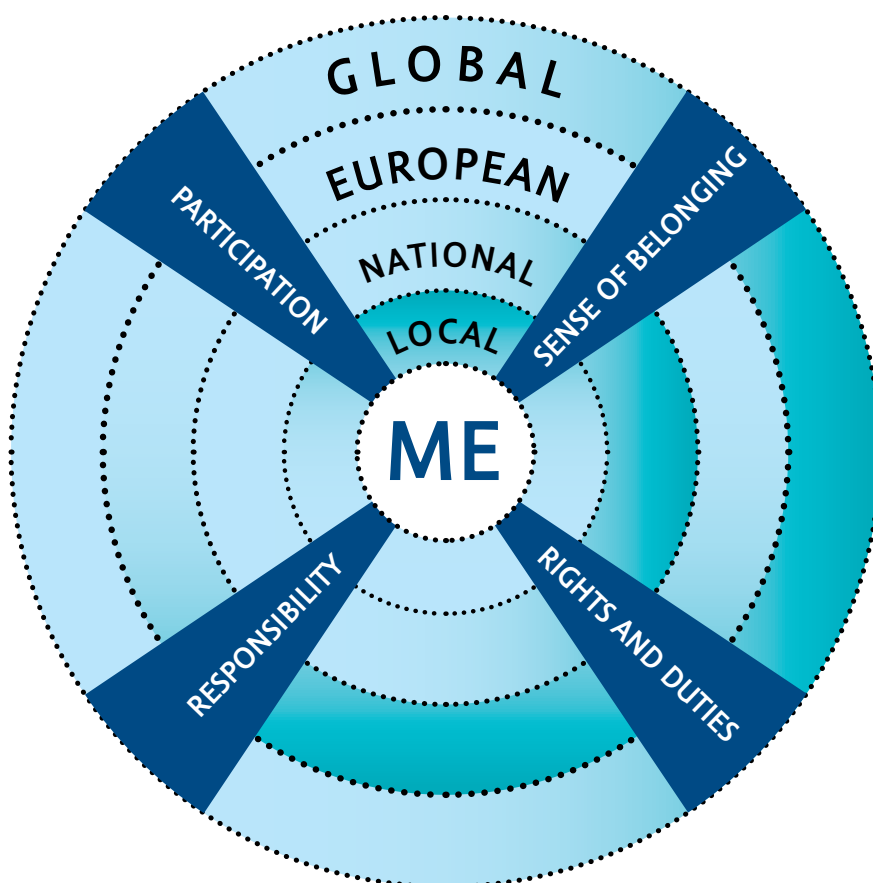 GLOBAL
EUROPEAN
NATIONAL
LOCAL
PARTICIPATION
SENSE OF BELONGING
ME
RESPONSIBILITY
RIGHTS AND DUTIES